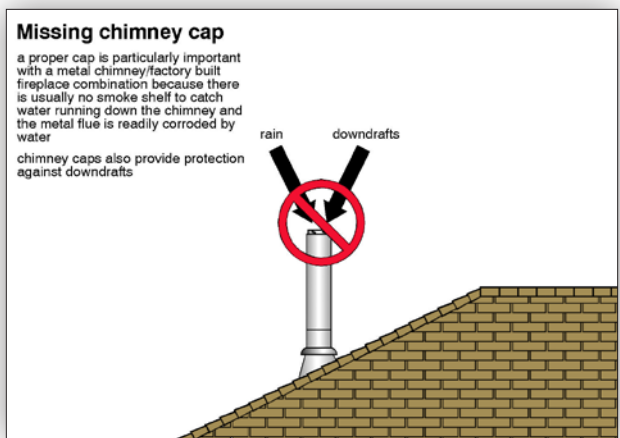 Missing chimney cap
a proper cap is particularly important
with a metal chimney/factory built
fireplace combination because there
is usually no smoke shelf to catch
water running down the chimney and
the metal flue is readily corroded by
water
chimney caps also provide protection
against downdrafts
rain
downdrafts